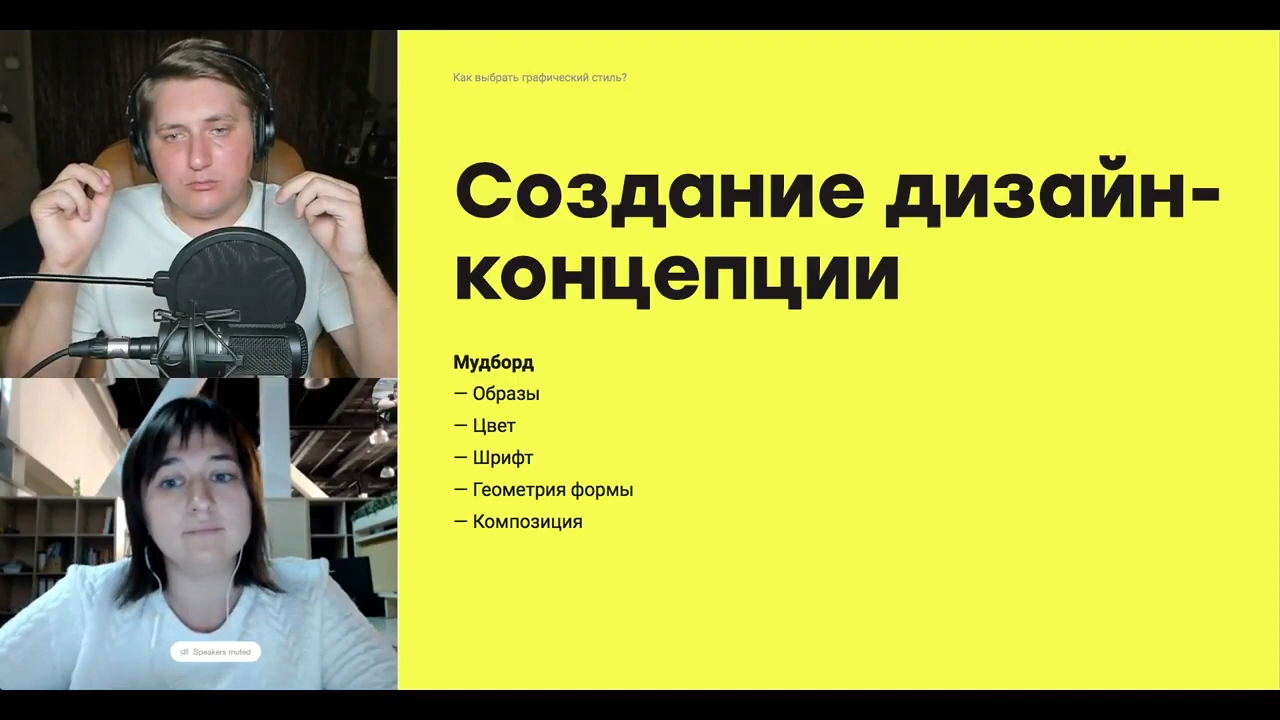 Как выбрать графический стиль?
Создание дизайн-
концепции
Мудборд
— Образы
— Цвет
— Шрифт
— Геометрия формы
— Композиция
Speakers muted